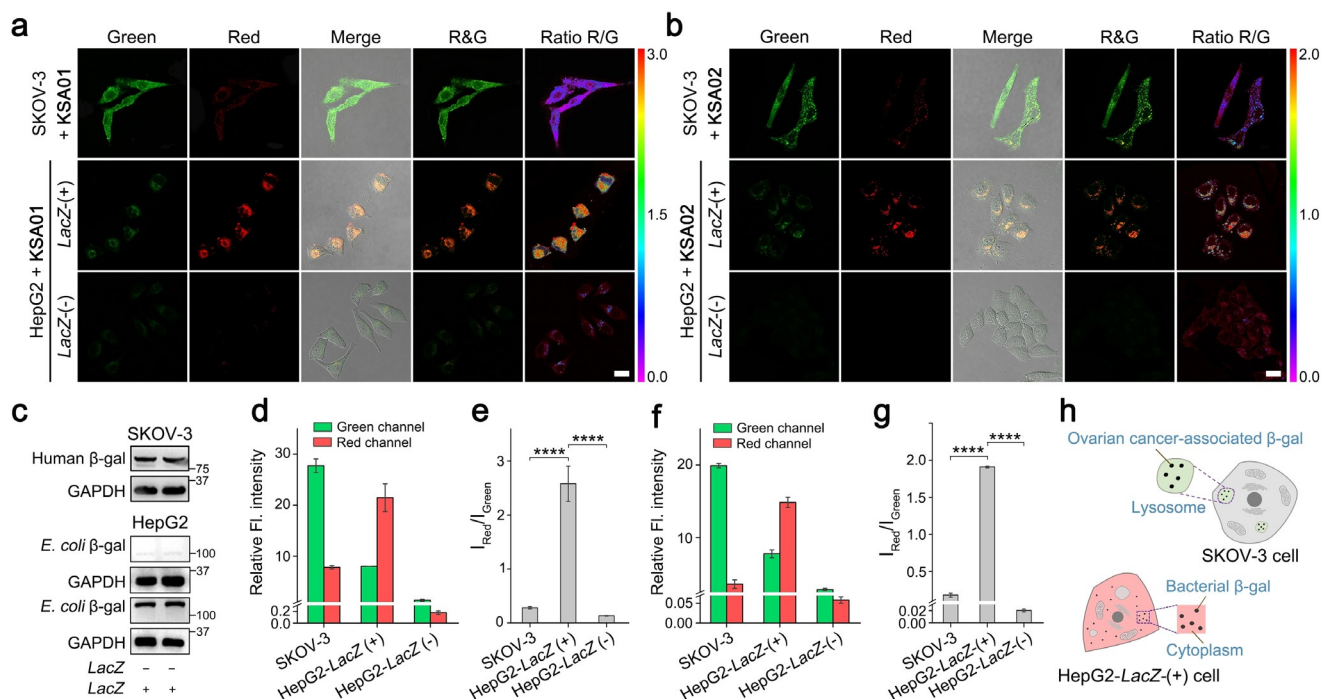 a
Green Red Merge R&G Ratio R/G
SKOV-3
+ KSA01
HepG2 + KSA01
LacZ-(+)
LacZ-(-)
3.0
1.5
0.0
b
Green Red Merge R&G Ratio R/G
SKOV-3
+ KSA02
HepG2 + KSA02
LacZ-(+)
LacZ-(-)
2.0
1.0
0.0
c
SKOV-3
Human β-gal
75
GAPDH
37
HepG2
E. coli β-gal
100
GAPDH
37
E. coli β-gal
100
GAPDH
37
LacZ − −
LacZ + +
d
Green channel
Red channel
Relative Fl. intensity
30
20
10
0.2
0.0
SKOV-3
HepG2-LacZ (+)
HepG2-LacZ (-)
e
IRed/IGreen
**** ****
3
2
1
0
SKOV-3
HepG2-LacZ (+)
HepG2-LacZ (-)
f
Green channel
Red channel
Relative Fl. intensity
20
10
0.05
0.00
SKOV-3
HepG2-LacZ (+)
HepG2-LacZ (-)
g
IRed/IGreen
**** ****
2.0
1.5
1.0
0.5
0.02
0.00
SKOV-3
HepG2-LacZ-(+)
HepG2-LacZ (-)
h
Ovarian cancer-associated β-gal
Lysosome
SKOV-3 cell
Bacterial β-gal
Cytoplasm
HepG2-LacZ-(+) cell